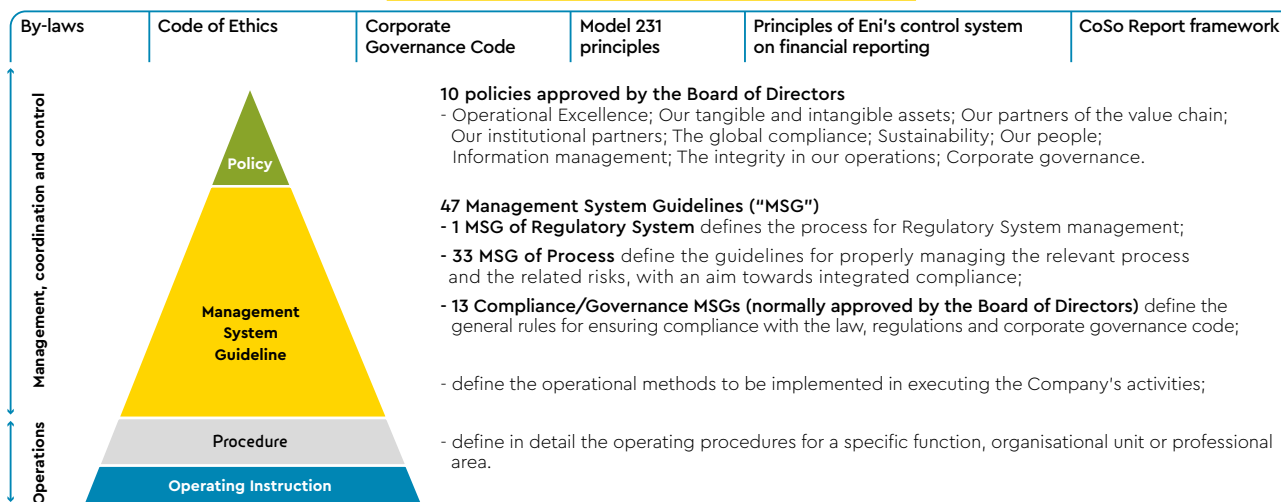 By-laws
Code of Ethics
Corporate
Governance Code
Model 231
principles
Principles of Eni's control system
on financial reporting
CoSo Report framework
Management, coordination and control
Operations
Policy
Management
System
Guideline
Procedure
Operating Instruction
10 policies approved by the Board of Directors
- Operational Excellence; Our tangible and intangible assets; Our partners of the value chain;
Our institutional partners; The global compliance; Sustainability; Our people;
Information management; The integrity in our operations; Corporate governance.
47 Management System Guidelines (“MSG”)
- 1 MSG of Regulatory System defines the process for Regulatory System management;
- 33 MSG of Process define the guidelines for properly managing the relevant process
and the related risks, with an aim towards integrated compliance;
- 13 Compliance/Governance MSGs (normally approved by the Board of Directors) define the
general rules for ensuring compliance with the law, regulations and corporate governance code;
- define the operational methods to be implemented in executing the Company's activities;
- define in detail the operating procedures for a specific function, organisational unit or professional
area.